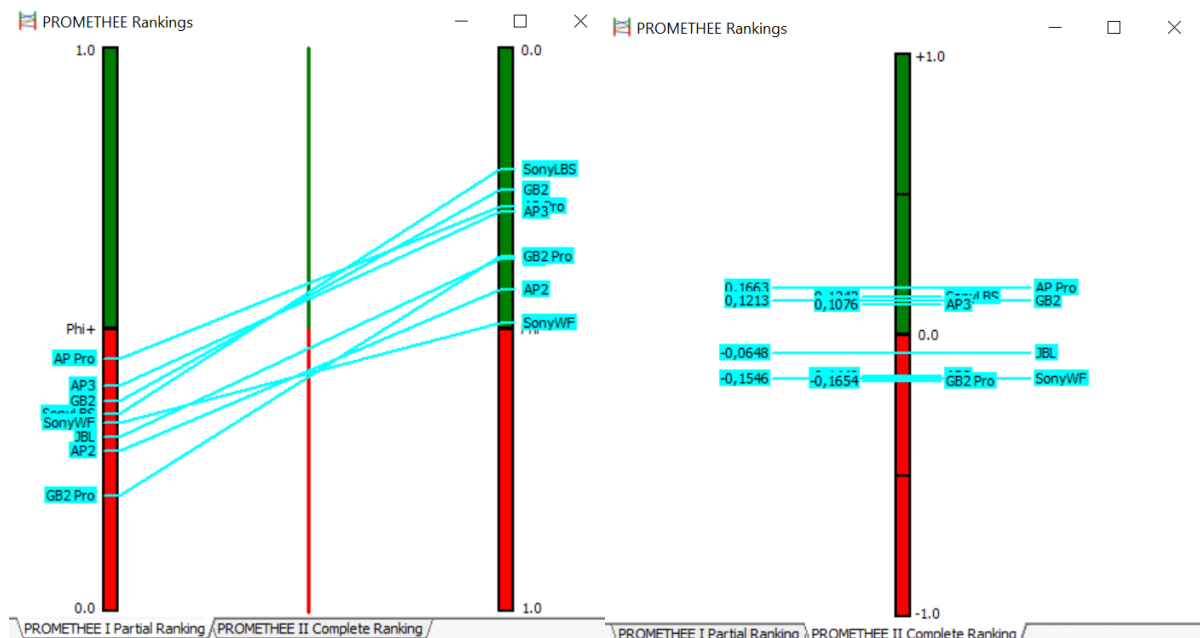 PROMETHEE Rankings
1.0
0.0
SonyLBS
GB2
AP3
GB2 Pro
AP2
SonyWF
Phi+
AP Pro
AP3
GB2
SonyLBS
SonyWF
JBL
AP2
GB2 Pro
0.0
1.0
PROMETHEE I Partial Ranking
PROMETHEE II Complete Ranking
PROMETHEE Rankings
+1.0
0,1663
AP Pro
0,1213
GB2
0,1076
AP3
0.0
-0,0648
JBL
-0,1546
SonyWF
-0,1654
GB2 Pro
-1.0
PROMETHEE I Partial Ranking
PROMETHEE II Complete Ranking